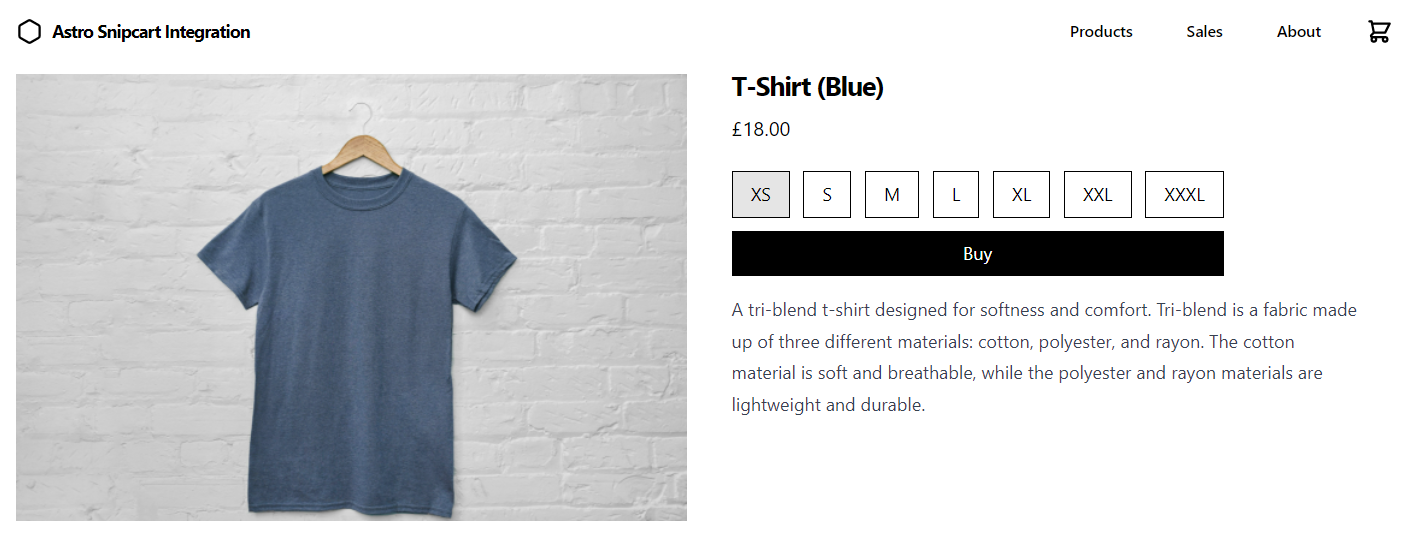 Astro Snipcart Integration
Products Sales About
T-Shirt (Blue)
£18.00
XS S M L XL XXL XXXL
Buy
A tri-blend t-shirt designed for softness and comfort. Tri-blend is a fabric made
up of three different materials: cotton, polyester, and rayon. The cotton
material is soft and breathable, while the polyester and rayon materials are
lightweight and durable.